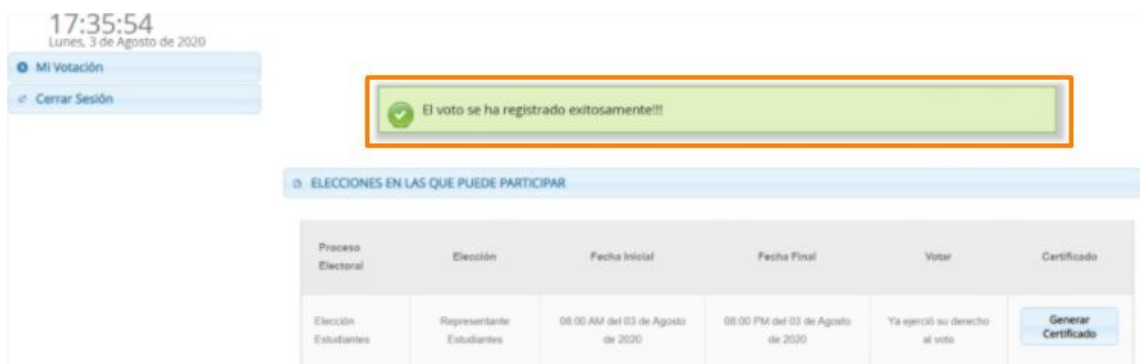 17:35:54
Lunes, 3 de Agosto de 2020
Mi Votación
Cerrar Sesión
El voto se ha registrado exitosamente!!!
ELECCIONES EN LAS QUE PUEDE PARTICIPAR
Proceso
Electoral
Elección
Fecha Inicial
Fecha Final
Votar
Certificado
Elección
Estudiantes
Representante
Estudiantes
08:00 AM del 03 de Agosto
de 2020
08:00 PM del 03 de Agosto
de 2020
Ya ejerció su derecho
al voto
Generar
Certificado